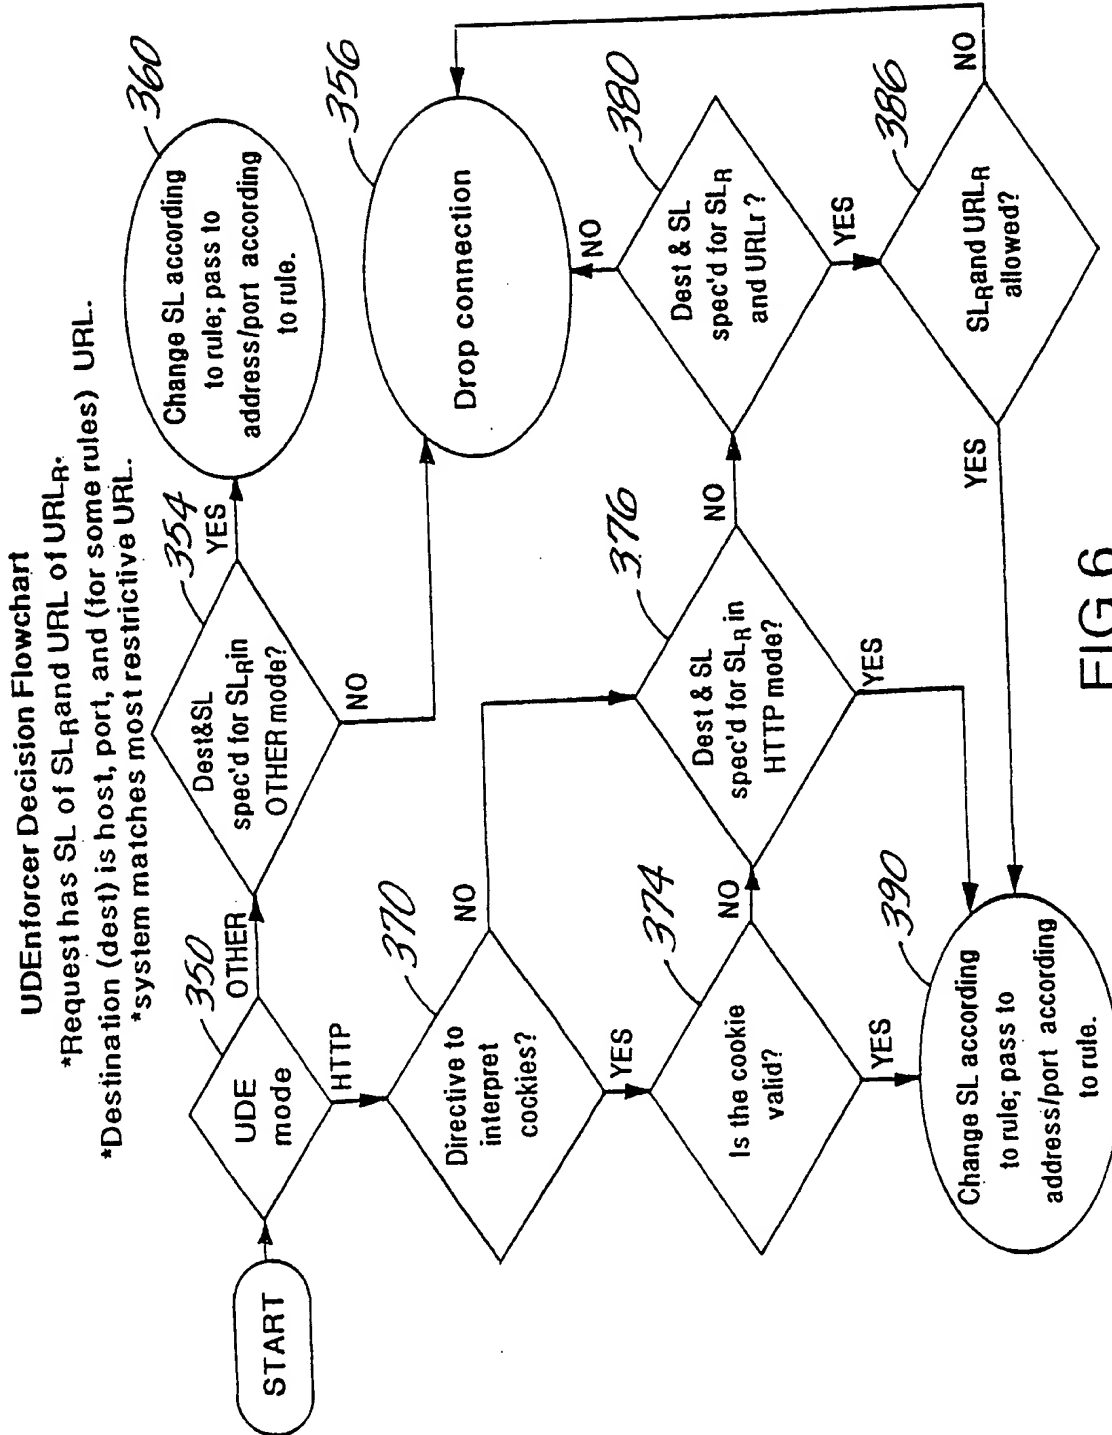 UDEnforcer Decision Flowchart
*Request has SL of SLR and URL of URLR.
*Destination (dest) is host, port, and (for some rules) URL.
*system matches most restrictive URL.
START
350
UDE
mode
OTHER
HTTP
354
Dest&SL
spec'd for SLR in
OTHER mode?
YES
NO
360
Change SL according
to rule; pass to
address/port according
to rule.
356
Drop connection
370
Directive to
interpret
cockies?
NO
YES
374
Is the cookie
valid?
NO
YES
376
Dest & SL
spec'd for SLR in
HTTP mode?
NO
YES
380
Dest & SL
spec'd for SLR
and URLr?
NO
YES
386
SLR and URLR
allowed?
NO
YES
390
Change SL according
to rule; pass to
address/port according
to rule.
FIG 6